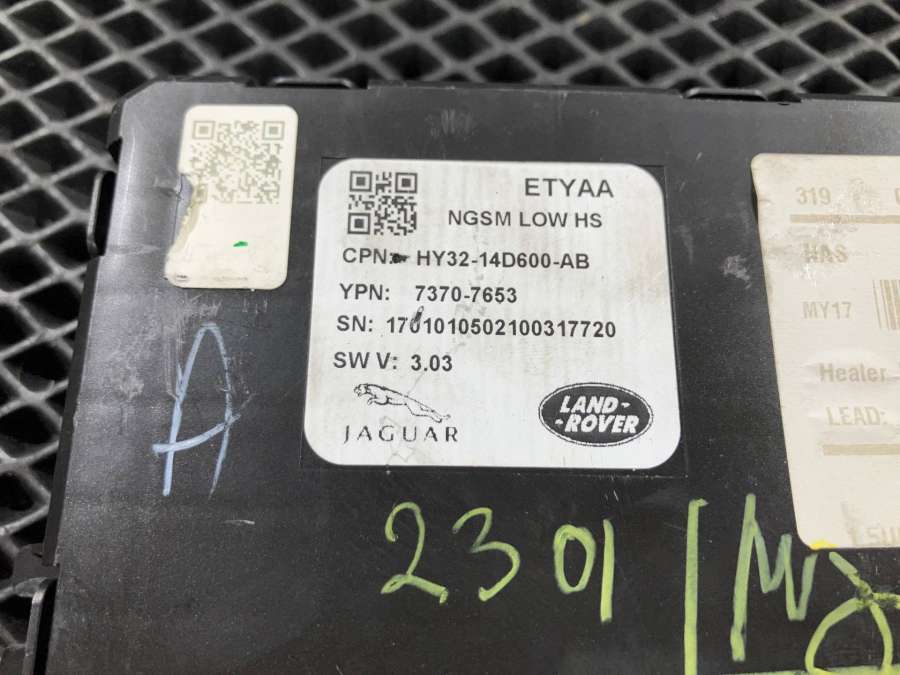 ETYAA
NGSM LOW HS
CPN: HY32-14D600-AB
YPN: 7370-7653
SN: 1701010502100317720
SW V: 3.03
JAGUAR
LAND-
-ROVER
319
HAS
MY17
Healer
LEAD:
A
2301/M